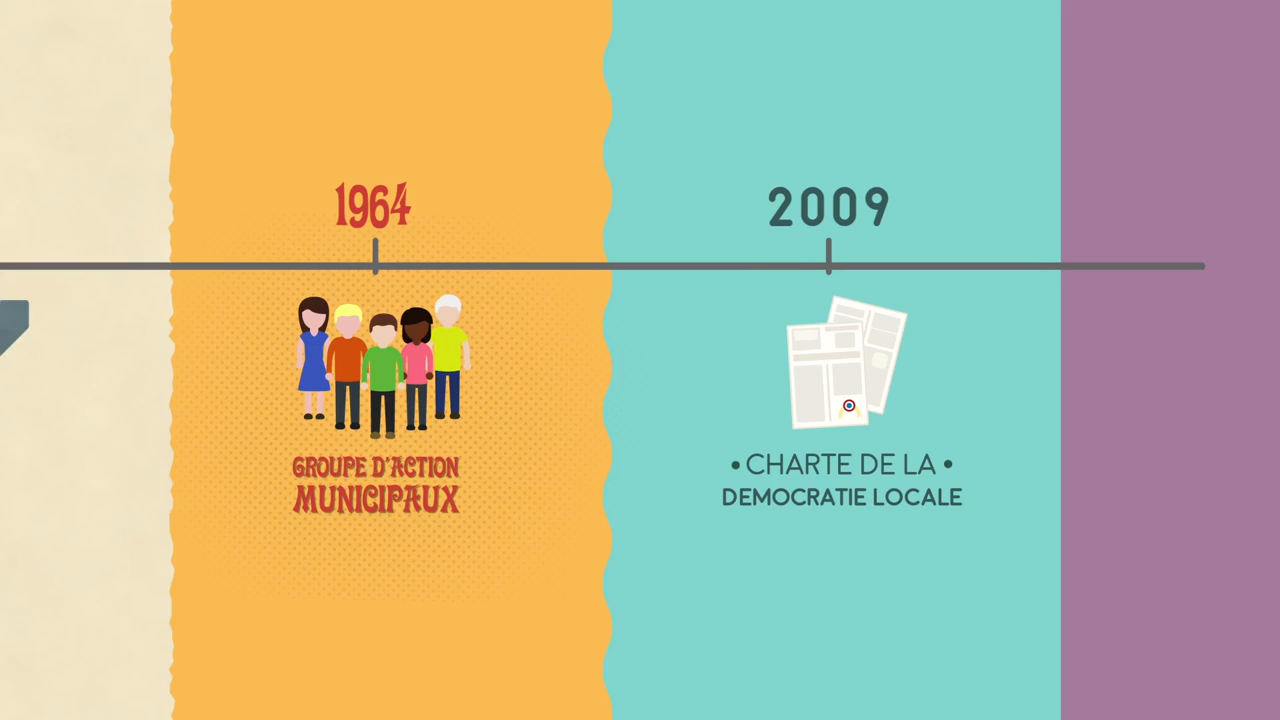 1964
GROUPE D'ACTION
MUNICIPAUX
2009
• CHARTE DE LA •
DEMOCRATIE LOCALE